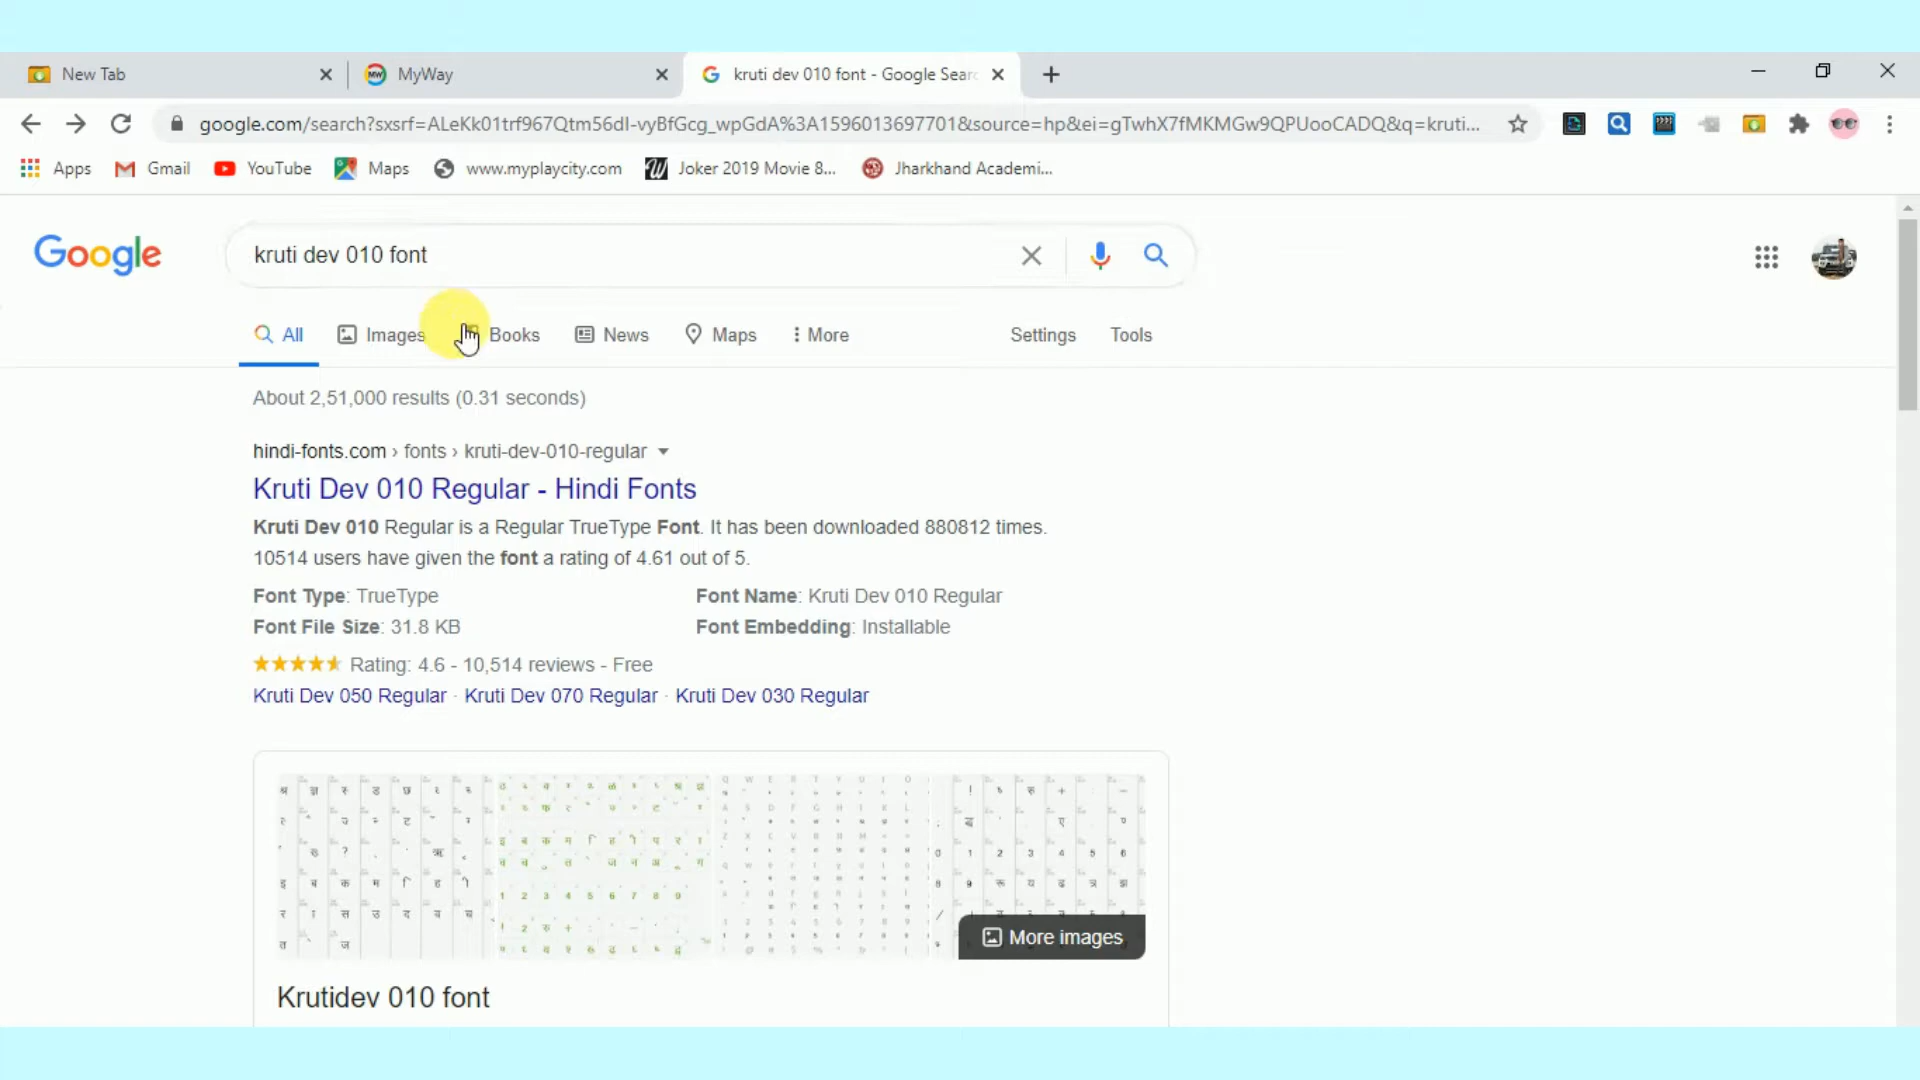 New Tab
MyWay
kruti dev 010 font - Google Sear
google.com/search?sxsrf=ALeKk01trf967Qtm56dI-vyBfGcg_wpGdA%3A1596013697701&source=hp&ei=gTwhX7fMKMGw9QPUooCADQ&q=kruti...
Apps Gmail YouTube Maps www.myplaycity.com Joker 2019 Movie 8... Jharkhand Academi...
Google
kruti dev 010 font
All Images Books News Maps More Settings Tools
About 2,51,000 results (0.31 seconds)
hindi-fonts.com › fonts › kruti-dev-010-regular
Kruti Dev 010 Regular - Hindi Fonts
Kruti Dev 010 Regular is a Regular TrueType Font. It has been downloaded 880812 times.
10514 users have given the font a rating of 4.61 out of 5.
Font Type: TrueType Font Name: Kruti Dev 010 Regular
Font File Size: 31.8 KB Font Embedding: Installable
Rating: 4.6 - 10,514 reviews - Free
Kruti Dev 050 Regular · Kruti Dev 070 Regular · Kruti Dev 030 Regular
More images
Krutidev 010 font